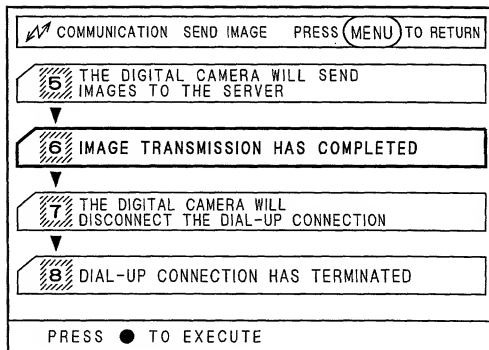 COMMUNICATION SEND IMAGE PRESS MENU TO RETURN
5 THE DIGITAL CAMERA WILL SEND
IMAGES TO THE SERVER
6 IMAGE TRANSMISSION HAS COMPLETED
7 THE DIGITAL CAMERA WILL
DISCONNECT THE DIAL-UP CONNECTION
8 DIAL-UP CONNECTION HAS TERMINATED
PRESS ● TO EXECUTE